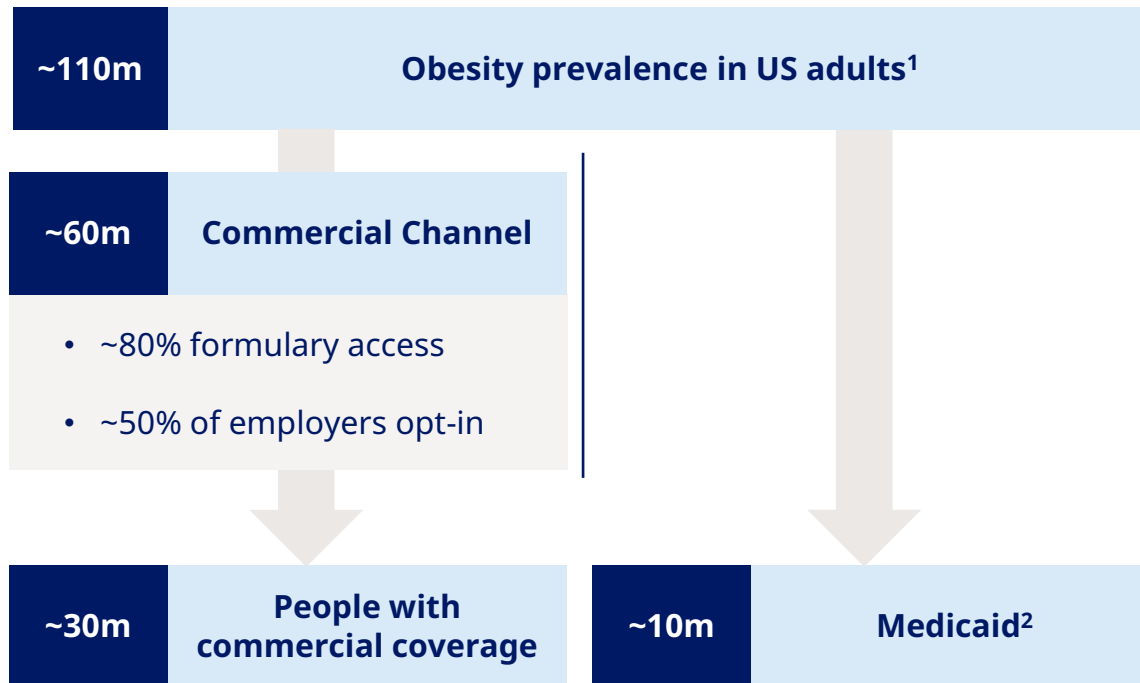 ~110m
Obesity prevalence in US adults¹
~60m
Commercial Channel
• ~80% formulary access
• ~50% of employers opt-in
~30m
People with
commercial coverage
~10m
Medicaid²